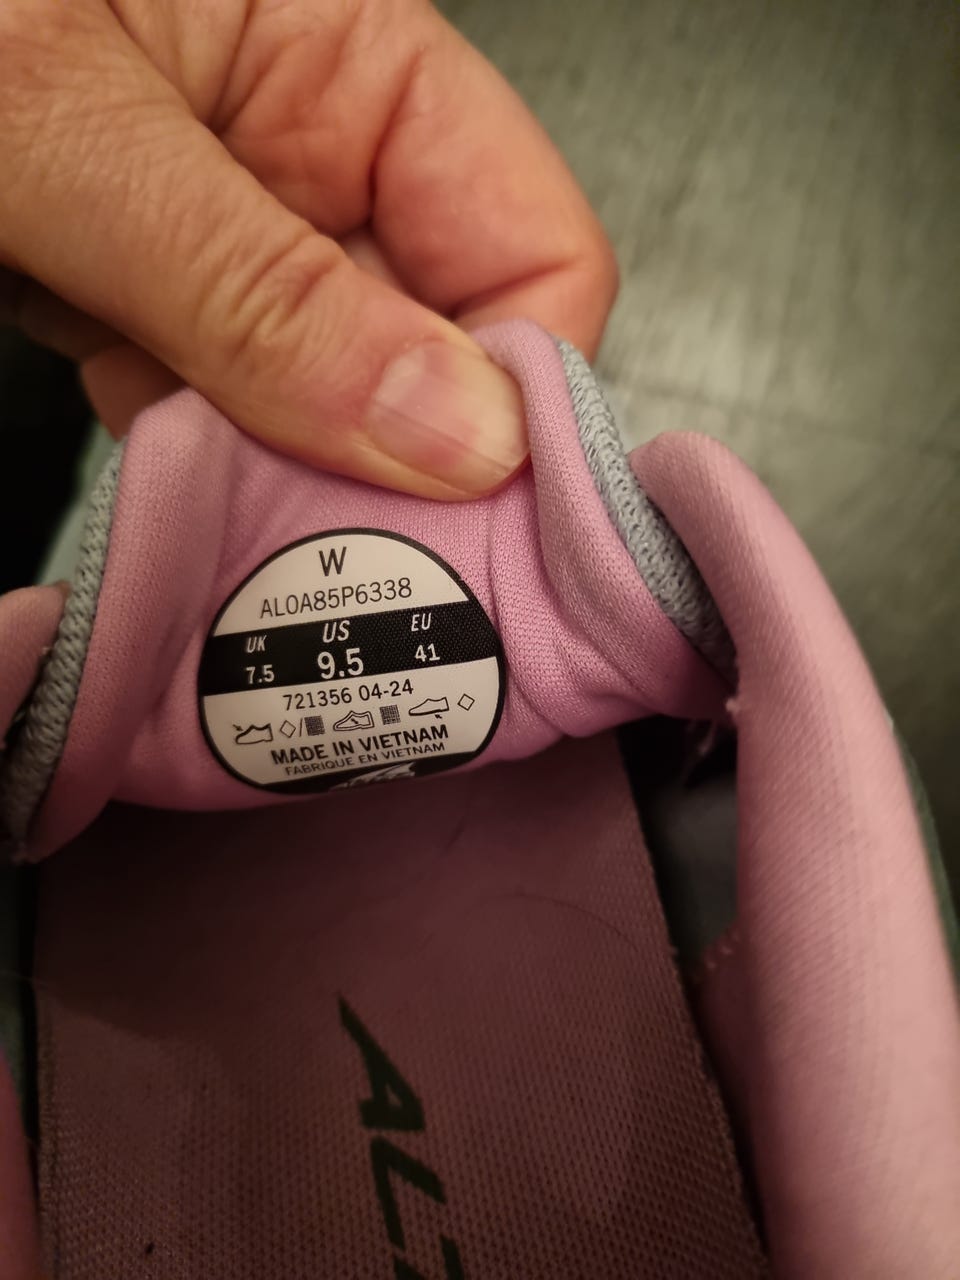 W
AL0A85P6338
UK US EU
7.5 9.5 41
721356 04-24
MADE IN VIETNAM
FABRIQUE EN VIETNAM